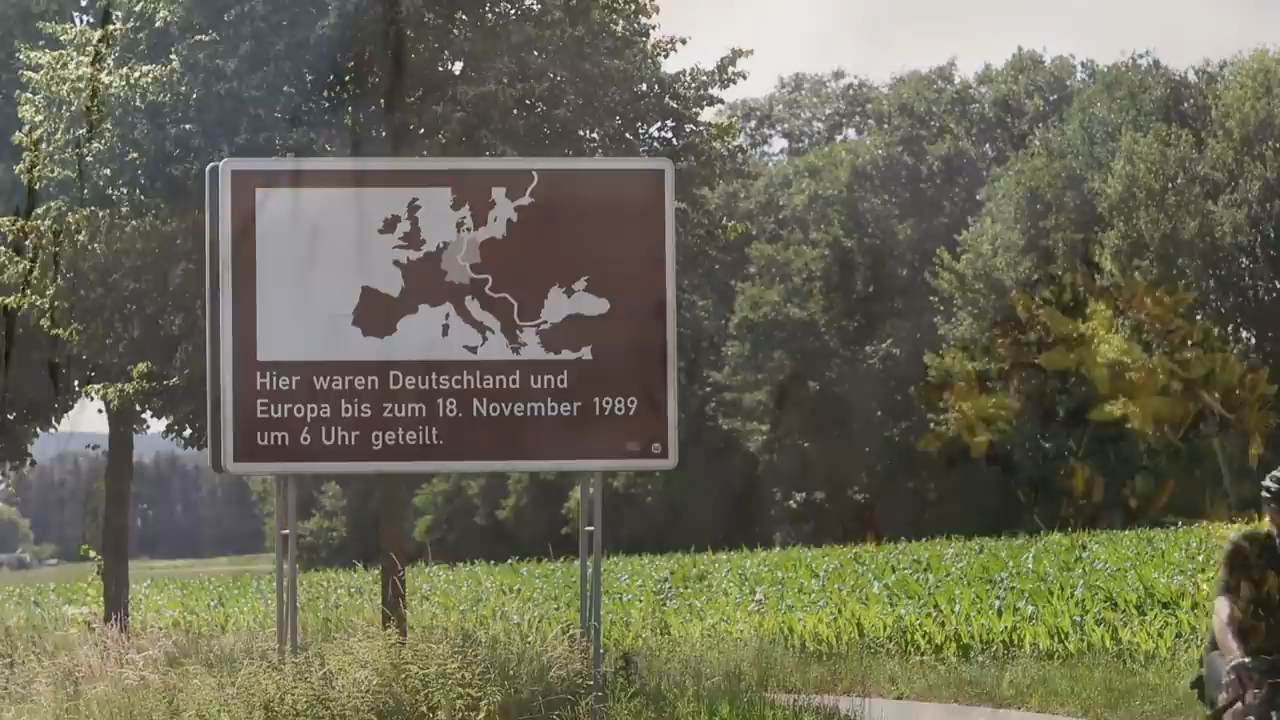 Hier waren Deutschland und
Europa bis zum 18. November 1989
um 6 Uhr geteilt.